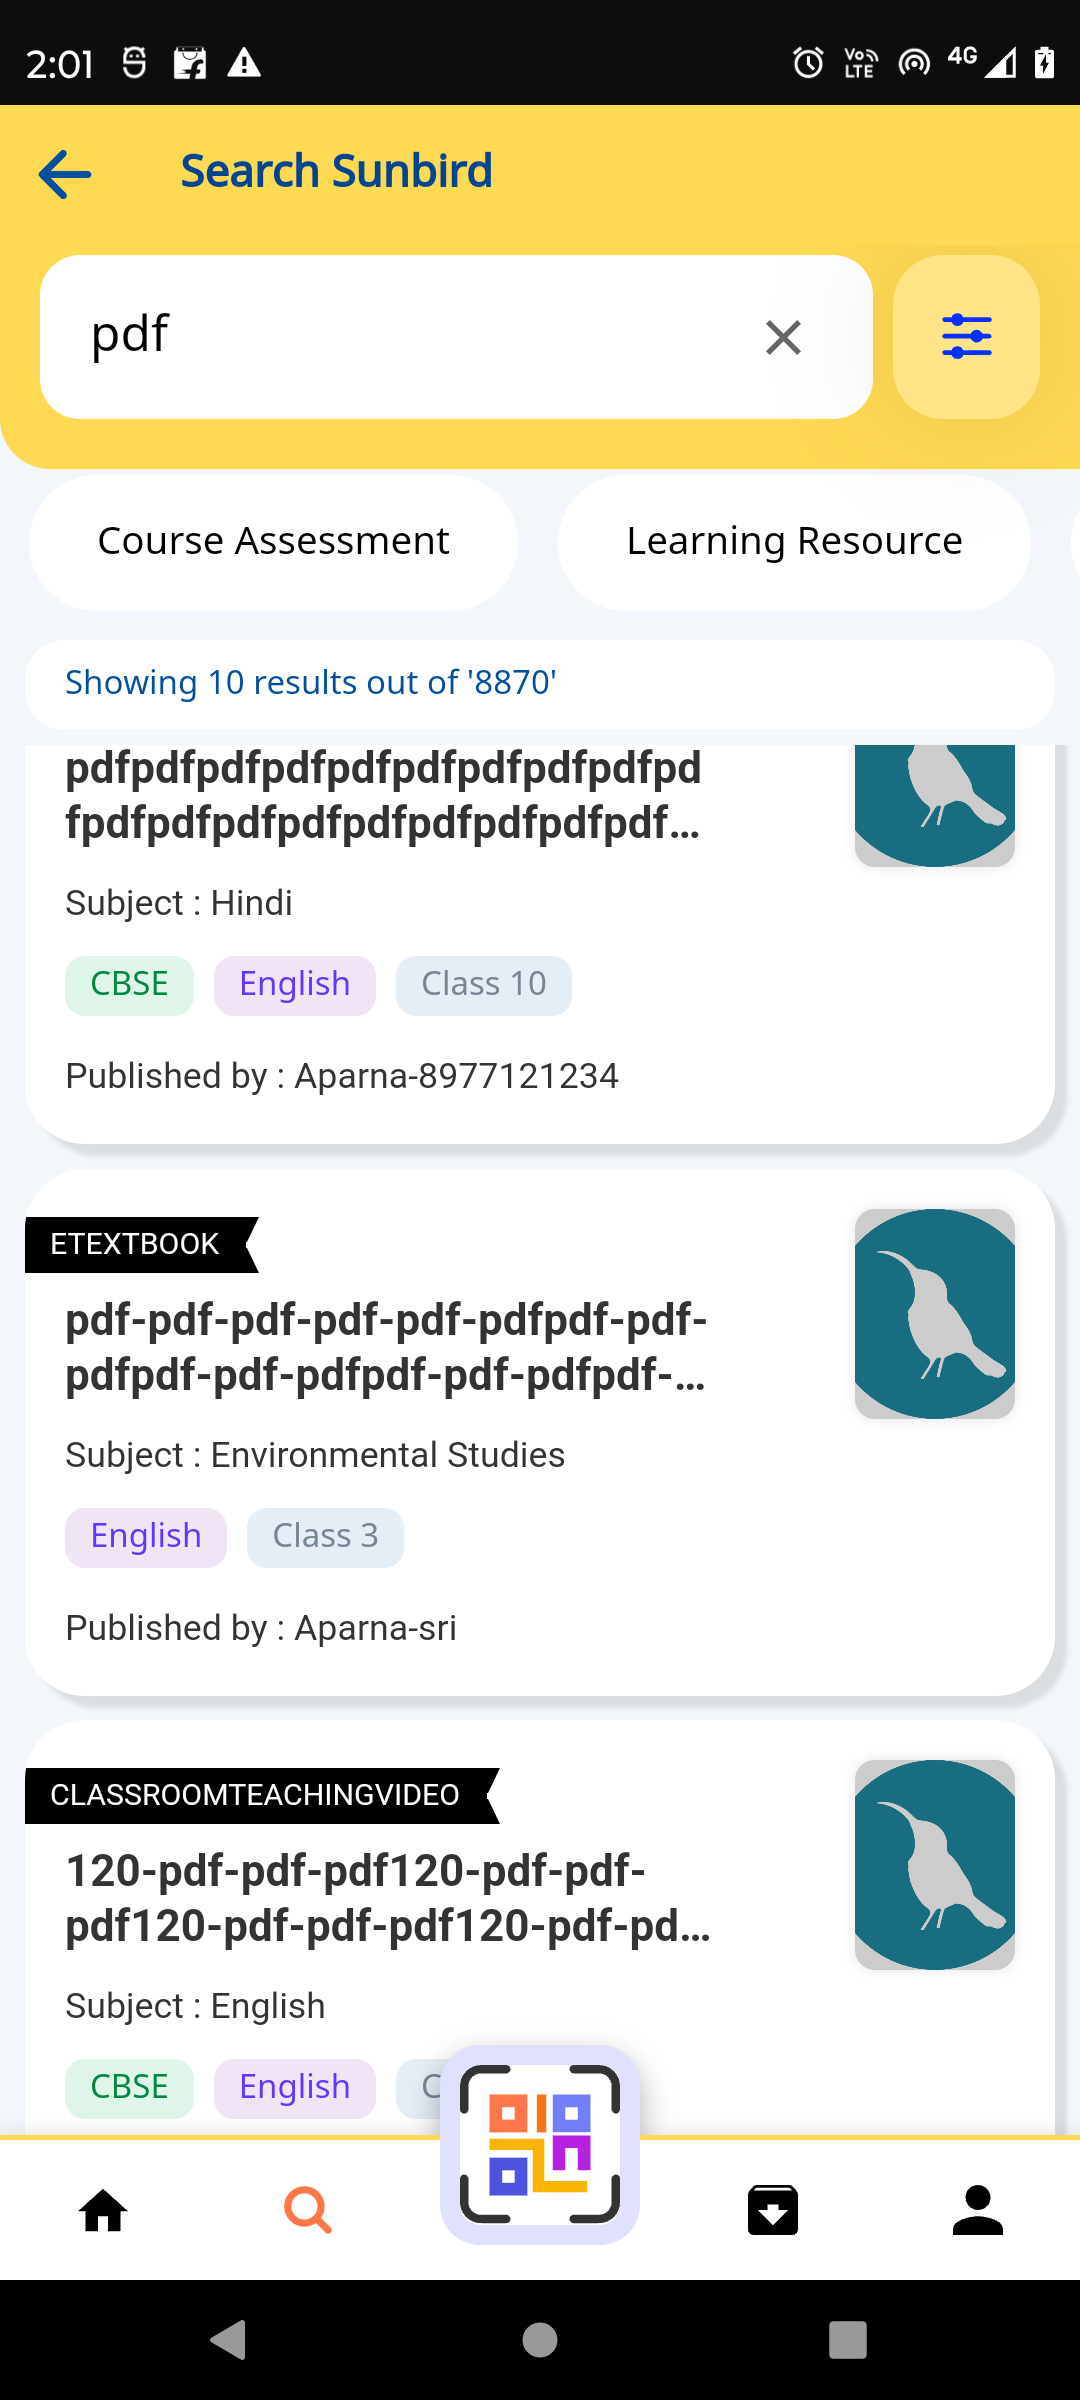 2:01
Vo LTE
4G
Search Sunbird
pdf
Course Assessment
Learning Resource
Showing 10 results out of '8870'
pdfpdfpdfpdfpdfpdfpdfpdfpdfpd
fpdfpdfpdfpdfpdfpdfpdfpdfpdf...
Subject : Hindi
CBSE English Class 10
Published by : Aparna-8977121234
ETEXTBOOK
pdf-pdf-pdf-pdf-pdf-pdfpdf-pdf-
pdfpdf-pdf-pdfpdf-pdf-pdfpdf-...
Subject : Environmental Studies
English Class 3
Published by : Aparna-sri
CLASSROOMTEACHINGVIDEO
120-pdf-pdf-pdf120-pdf-pdf-
pdf120-pdf-pdf-pdf120-pdf-pd...
Subject : English
CBSE English